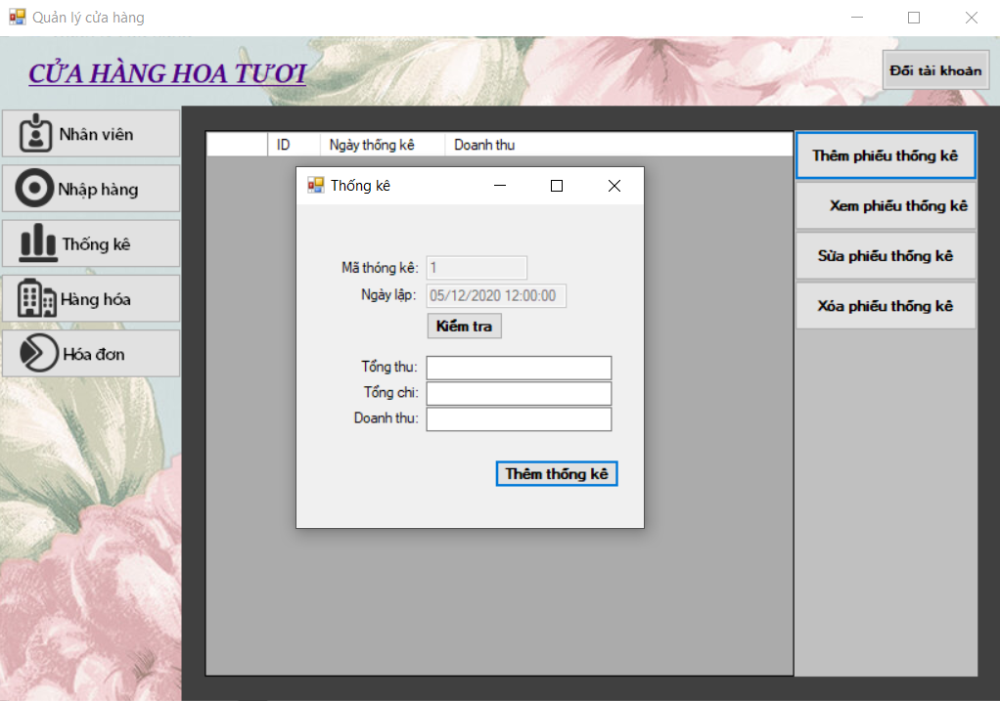 Quản lý cửa hàng
CỬA HÀNG HOA TƯƠI
Đổi tài khoản
Nhân viên
Nhập hàng
Thống kê
Hàng hóa
Hóa đơn
ID Ngày thống kê Doanh thu
Thêm phiếu thống kê
Xem phiếu thống kê
Sửa phiếu thống kê
Xóa phiếu thống kê
Thống kê
Mã thóng kê: 1
Ngày lập: 05/12/2020 12:00:00
Kiểm tra
Tổng thu:
Tổng chi:
Doanh thu:
Thêm thống kê